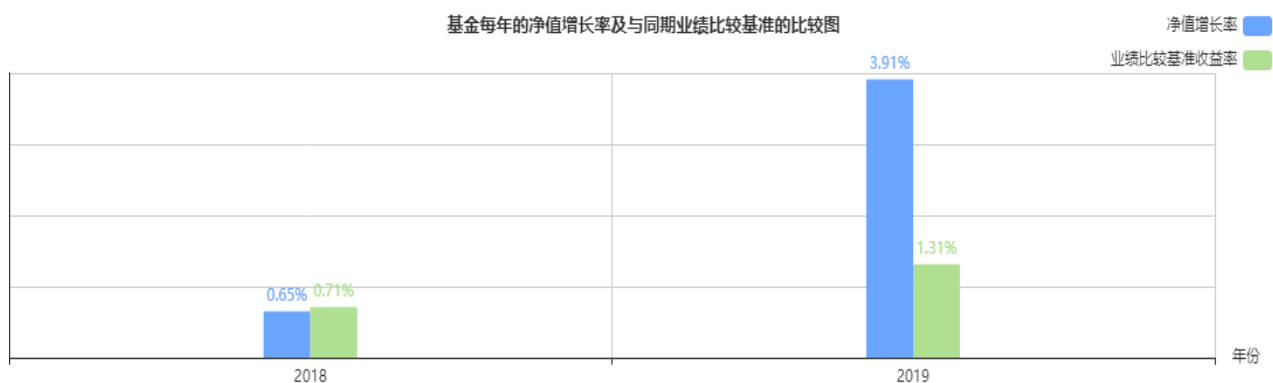 基金每年的净值增长率及与同期业绩比较基准的比较图
净值增长率
业绩比较基准收益率
3.91%
1.31%
0.65%
0.71%
年份
2018
2019